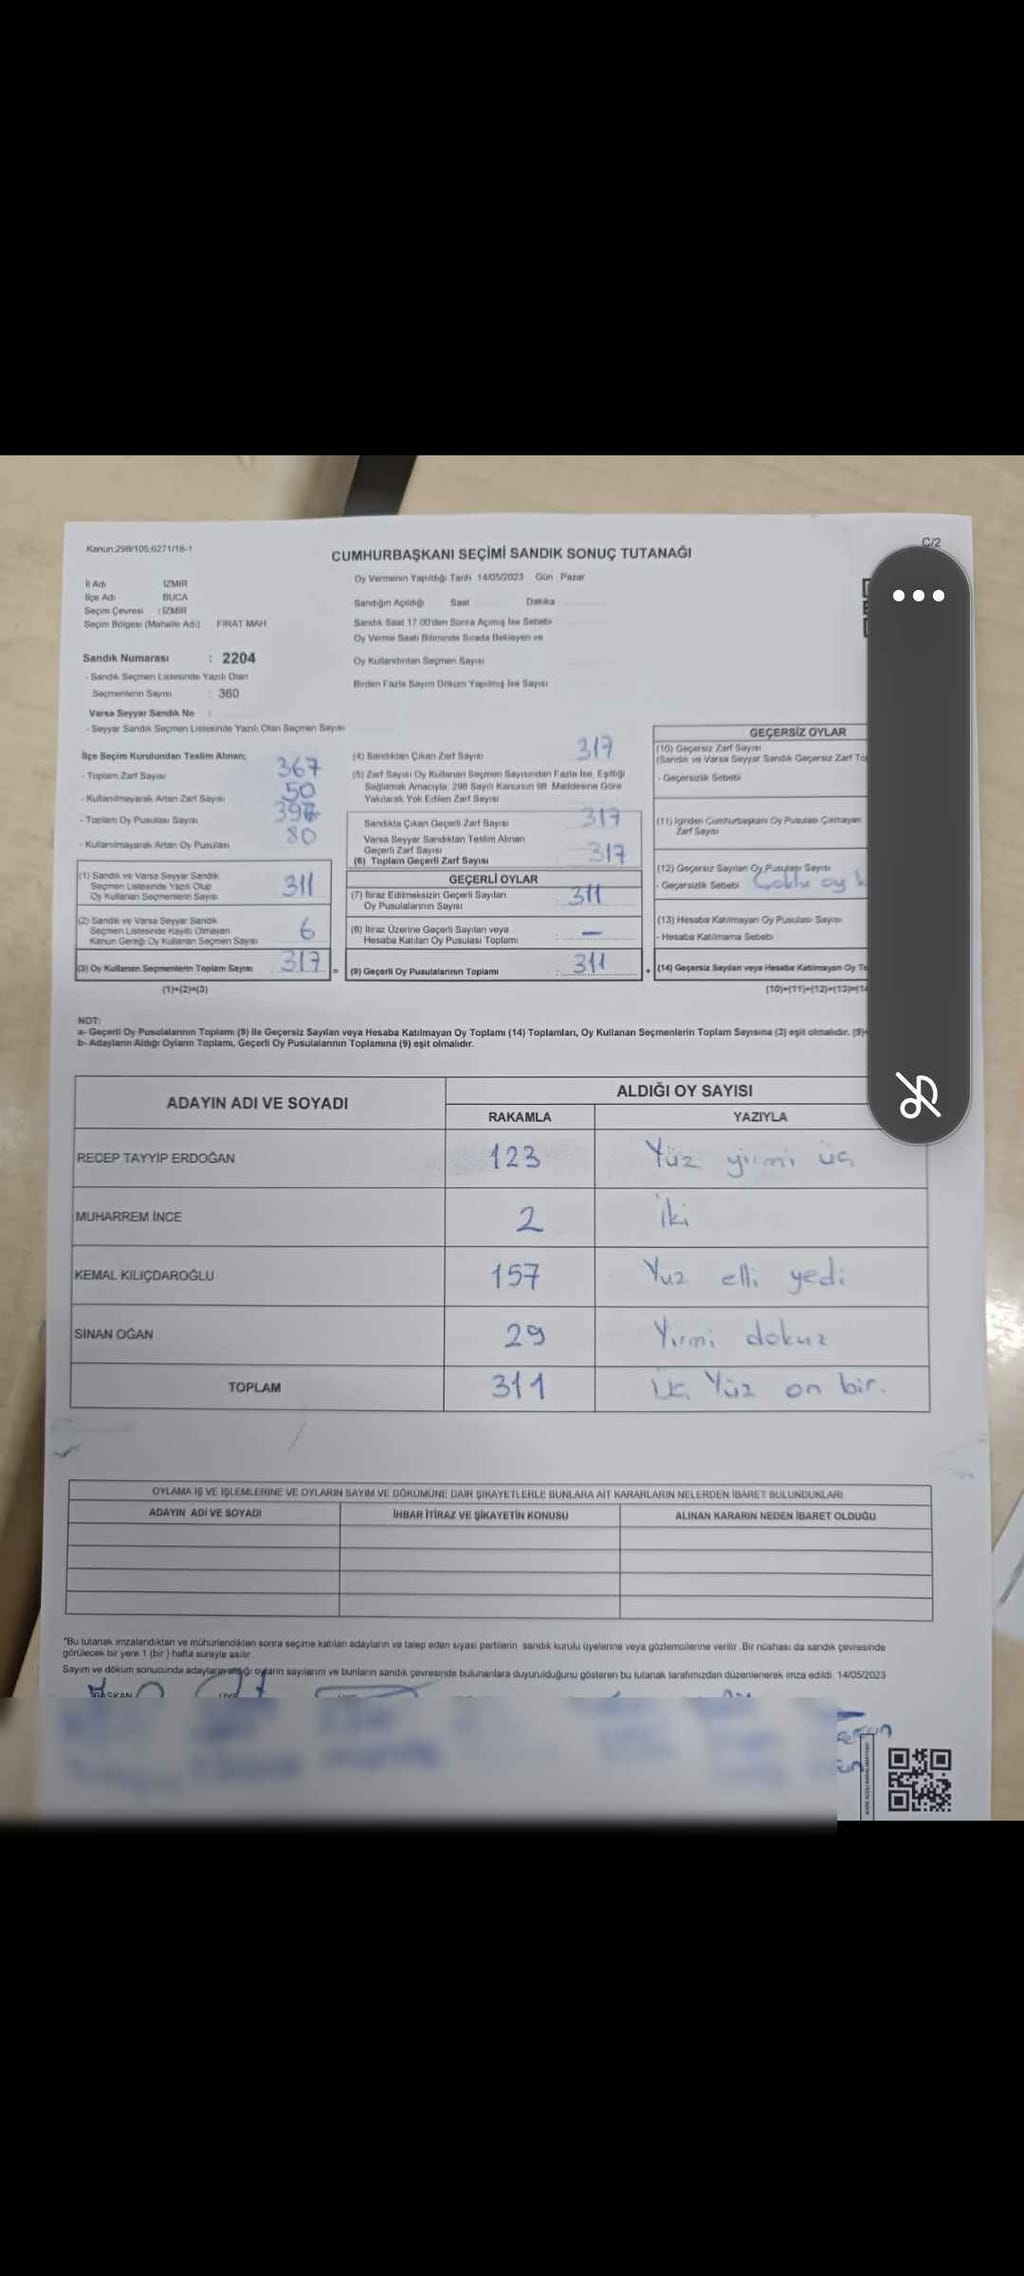 Kanun:298/105;6271/16-1
C/2
CUMHURBAŞKANI SEÇİMİ SANDIK SONUÇ TUTANAĞI
İl Adı İZMİR
İlçe Adı BUCA
Seçim Çevresi : İZMİR
Seçim Bölgesi (Mahalle Adı) FIRAT MAH
Sandık Numarası : 2204
- Sandık Seçmen Listesinde Yazılı Olan
Seçmenlerin Sayısı : 360
Varsa Seyyar Sandık No :
- Seyyar Sandık Seçmen Listesinde Yazılı Olan Seçmen Sayısı
Oy Vermenin Yapıldığı Tarih 14/05/2023 Gün Pazar
Sandığın Açıldığı Saat Dakika
Sandık Saat 17.00'den Sonra Açılmış İse Sebebi
Oy Verme Saati Bitiminde Sırada Bekleyen ve
Oy Kullandırılan Seçmen Sayısı
Birden Fazla Sayım Döküm Yapılmış İse Sayısı
İlçe Seçim Kurulundan Teslim Alınan;
- Toplam Zarf Sayısı 367
- Kullanılmayarak Artan Zarf Sayısı 50
- Toplam Oy Pusulası Sayısı 397
- Kullanılmayarak Artan Oy Pusulası 80
(1) Sandık ve Varsa Seyyar Sandık
Seçmen Listesinde Yazılı Olup
Oy Kullanan Seçmenlerin Sayısı 311
(2) Sandık ve Varsa Seyyar Sandık
Seçmen Listesinde Kayıtlı Olmayan
Kanun Gereği Oy Kullanan Seçmen Sayısı 6
(3) Oy Kullanan Seçmenlerin Toplam Sayısı 317 =
(1)+(2)=(3)
(4) Sandıktan Çıkan Zarf Sayısı 317
(5) Zarf Sayısı Oy Kullanan Seçmen Sayısından Fazla İse, Eşitliği
Sağlamak Amacıyla, 298 Sayılı Kanunun 98. Maddesine Göre
Yakılarak Yok Edilen Zarf Sayısı
Sandıkta Çıkan Geçerli Zarf Sayısı 317
Varsa Seyyar Sandıktan Teslim Alınan
Geçerli Zarf Sayısı
(6) Toplam Geçerli Zarf Sayısı 317
GEÇERLİ OYLAR
(7) İtiraz Edilmeksizin Geçerli Sayılan
Oy Pusulalarının Sayısı : 311
(8) İtiraz Üzerine Geçerli Sayılan veya
Hesaba Katılan Oy Pusulası Toplamı : —
(9) Geçerli Oy Pusulalarının Toplamı : 311 +
GEÇERSİZ OYLAR
(10) Geçersiz Zarf Sayısı
(Sandık ve Varsa Seyyar Sandık Geçersiz Zarf To
- Geçersizlik Sebebi
(11) İçinden Cumhurbaşkanı Oy Pusulası Çıkmayan
Zarf Sayısı
(12) Geçersiz Sayılan Oy Pusulası Sayısı
- Geçersizlik Sebebi Çoklu oy k
(13) Hesaba Katılmayan Oy Pusulası Sayısı
- Hesaba Katılmama Sebebi
(14) Geçersiz Sayılan veya Hesaba Katılmayan Oy To
(10)+(11)+(12)+(13)=(14
NOT:
a- Geçerli Oy Pusulalarının Toplamı (9) ile Geçersiz Sayılan veya Hesaba Katılmayan Oy Toplamı (14) Toplamları, Oy Kullanan Seçmenlerin Toplam Sayısına (3) eşit olmalıdır. (9)+
b- Adayların Aldığı Oyların Toplamı, Geçerli Oy Pusulalarının Toplamına (9) eşit olmalıdır.
ADAYIN ADI VE SOYADI ALDIĞI OY SAYISI
RAKAMLA YAZIYLA
RECEP TAYYİP ERDOĞAN 123 Yüz yirmi üç
MUHARREM İNCE 2 İki
KEMAL KILIÇDAROĞLU 157 Yuz elli yedi
SİNAN OĞAN 29 Yirmi dokuz
TOPLAM 311 üç Yüz on bir.
OYLAMA İŞ VE İŞLEMLERİNE VE OYLARIN SAYIM VE DÖKÜMÜNE DAİR ŞİKAYETLERLE BUNLARA AİT KARARLARIN NELERDEN İBARET BULUNDUKLARI
ADAYIN ADI VE SOYADI İHBAR İTİRAZ VE ŞİKAYETİN KONUSU ALINAN KARARIN NEDEN İBARET OLDUĞU
"Bu tutanak imzalandıktan ve mühürlendikten sonra seçime katılan adayların ve talep eden siyasi partilerin sandık kurulu üyelerine veya gözlemcilerine verilir .Bir nüshası da sandık çevresinde
görülecek bir yere 1 (bir ) hafta süreyle asılır.
Sayım ve döküm sonucunda adayların aldığı oyların sayılarını ve bunların sandık çevresinde bulunanlara duyurulduğunu gösteren bu tutanak tarafımızdan düzenlenerek imza edildi. 14/05/2023
BAŞKAN